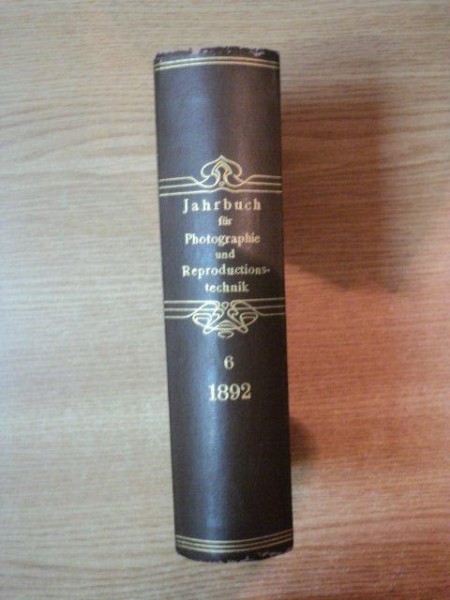 Jahrbuch
für
Photographie
und
Reproductions-
technik
6
1892